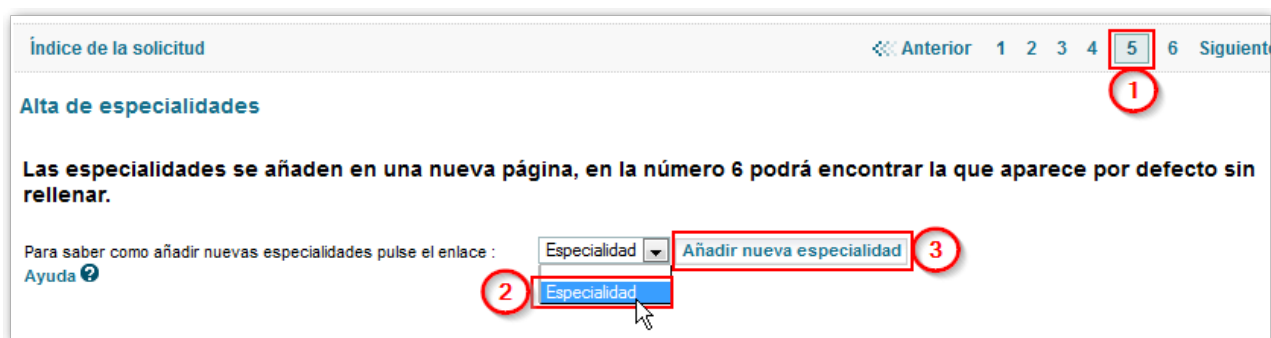 Índice de la solicitud
Anterior 1 2 3 4 5 6 Siguiente
1
Alta de especialidades
Las especialidades se añaden en una nueva página, en la número 6 podrá encontrar la que aparece por defecto sin
rellenar.
Para saber como añadir nuevas especialidades pulse el enlace : Especialidad Añadir nueva especialidad 3
Ayuda ?
2 Especialidad